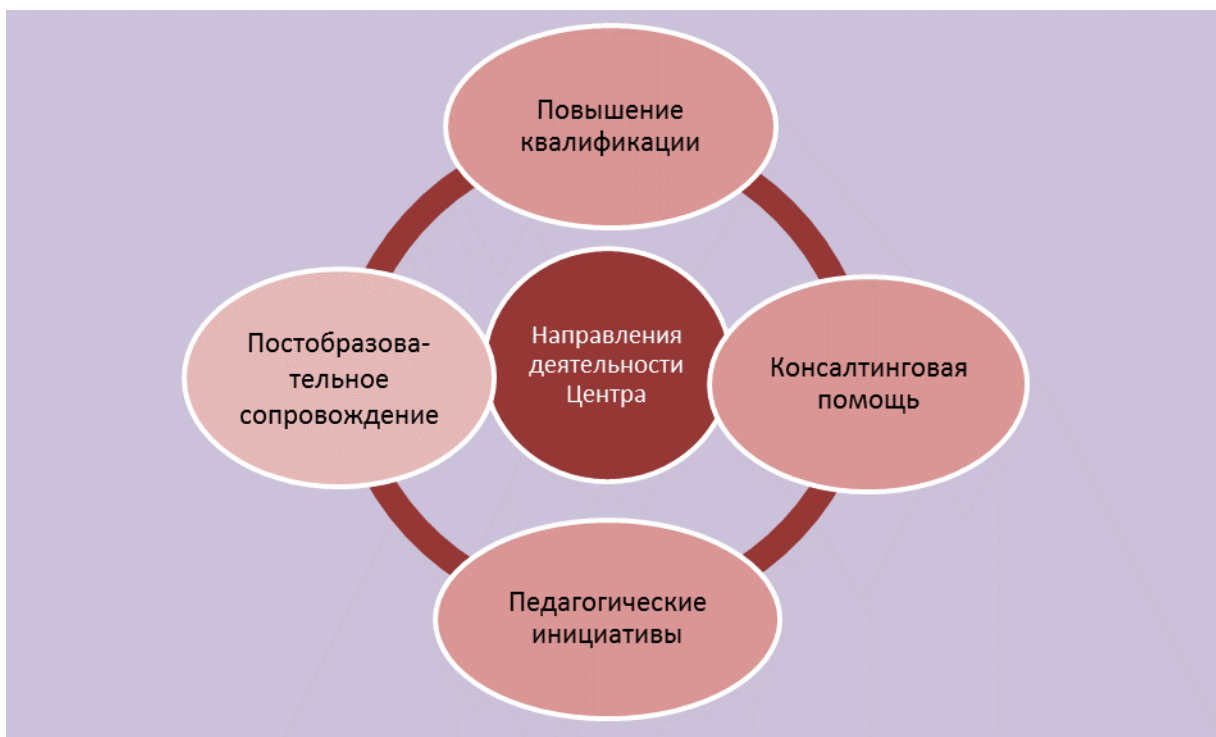 Повышение
квалификации
Направления
деятельности
Центра
Постобразова-
тельное
сопровождение
Консалтинговая
помощь
Педагогические
инициативы